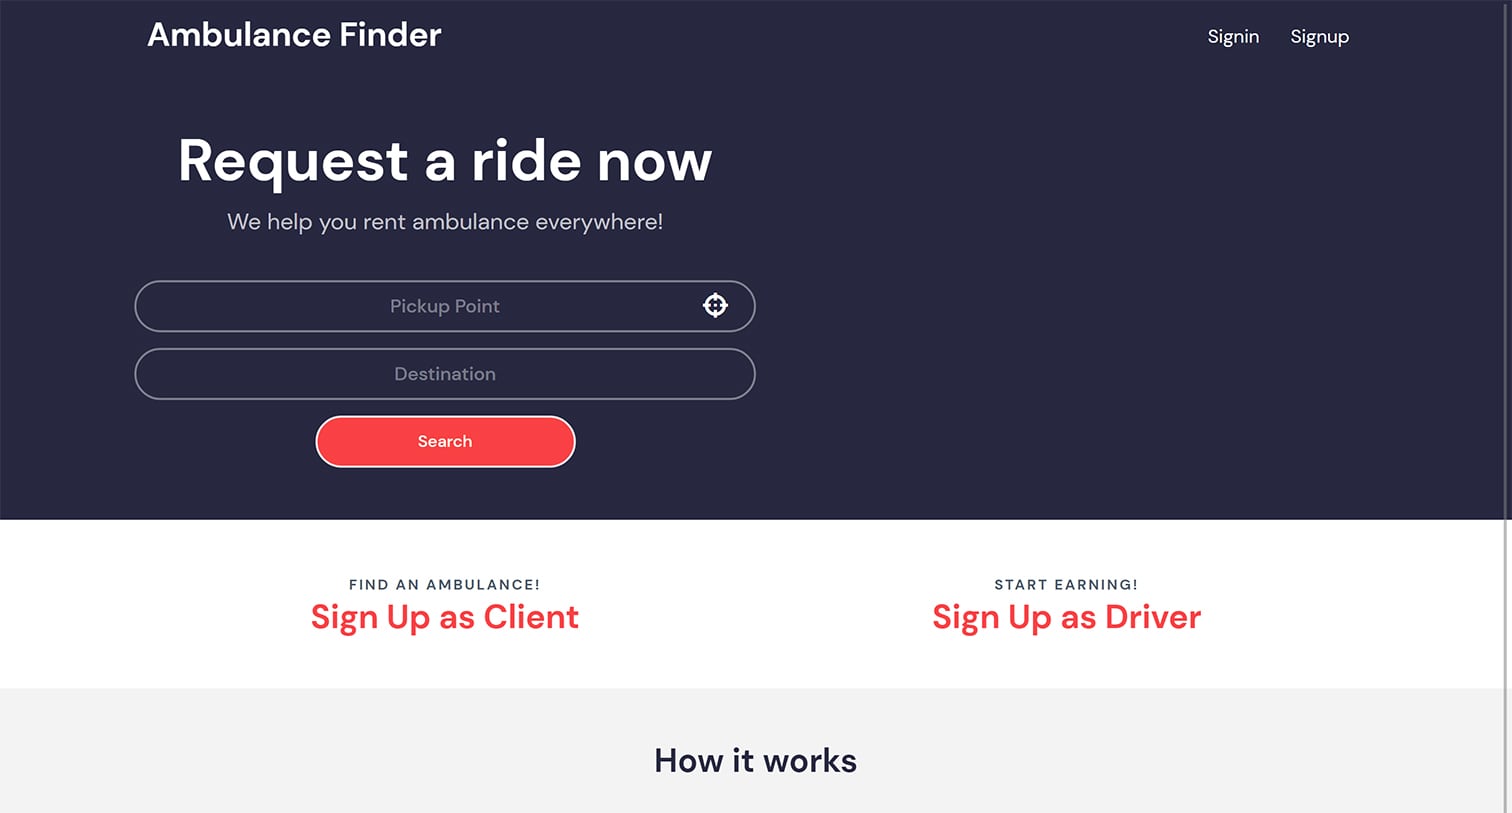 Ambulance Finder
Signin
Signup
Request a ride now
We help you rent ambulance everywhere!
Pickup Point
Destination
Search
FIND AN AMBULANCE!
Sign Up as Client
START EARNING!
Sign Up as Driver
How it works